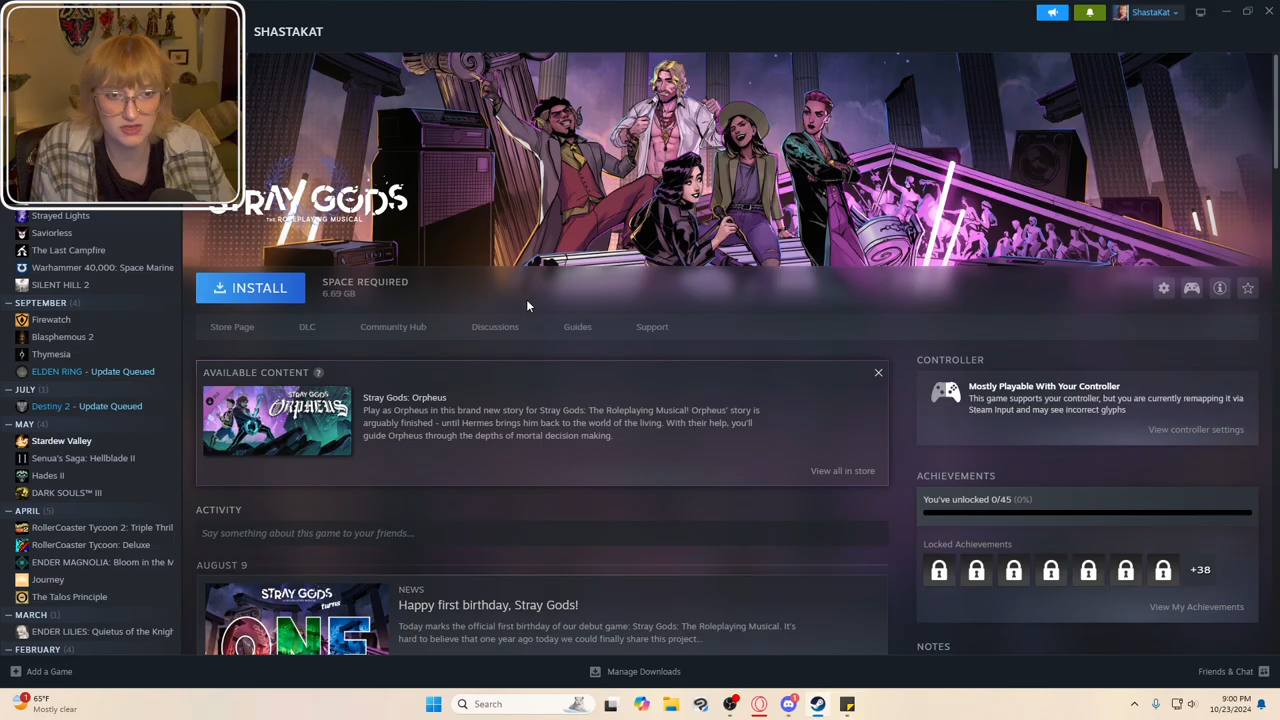 SHASTAKAT
ShastaKat
STRAY GODS
THE ROLEPLAYING MUSICAL
Strayed Lights
Saviorless
The Last Campfire
Warhammer 40,000: Space Marine
SILENT HILL 2
SEPTEMBER (4)
Firewatch
Blasphemous 2
Thymesia
ELDEN RING - Update Queued
JULY (1)
Destiny 2 - Update Queued
MAY (4)
Stardew Valley
Senua's Saga: Hellblade II
Hades II
DARK SOULS™ III
APRIL (5)
RollerCoaster Tycoon 2: Triple Thril
RollerCoaster Tycoon: Deluxe
ENDER MAGNOLIA: Bloom in the M
Journey
The Talos Principle
MARCH (1)
ENDER LILIES: Quietus of the Knigh
FEBRUARY (4)
INSTALL
SPACE REQUIRED
6.69 GB
Store Page DLC Community Hub Discussions Guides Support
AVAILABLE CONTENT ?
STRAY GODS
ORPHEUS
Stray Gods: Orpheus
Play as Orpheus in this brand new story for Stray Gods: The Roleplaying Musical! Orpheus' story is
arguably finished - until Hermes brings him back to the world of the living. With their help, you'll
guide Orpheus through the depths of mortal decision making.
View all in store
ACTIVITY
Say something about this game to your friends...
AUGUST 9
STRAY GODS
turns
ONE
NEWS
Happy first birthday, Stray Gods!
Today marks the official first birthday of our debut game: Stray Gods: The Roleplaying Musical. It's
hard to believe that one year ago today we could finally share this project...
CONTROLLER
Mostly Playable With Your Controller
This game supports your controller, but you are currently remapping it via
Steam Input and may see incorrect glyphs
View controller settings
ACHIEVEMENTS
You've unlocked 0/45 (0%)
Locked Achievements
+38
View My Achievements
NOTES
Add a Game
Manage Downloads
Friends & Chat
1
65°F
Mostly clear
Search
1
9:00 PM
10/23/2024